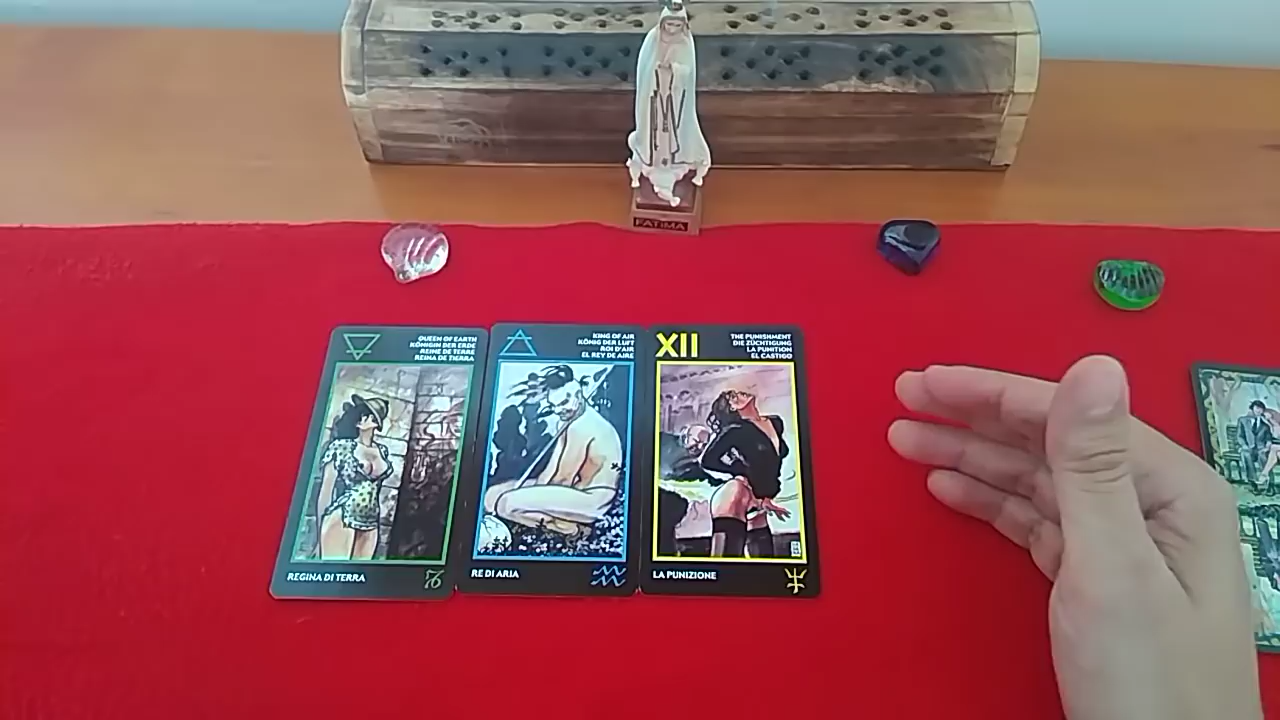 FATIMA
QUEEN OF EARTH
KÖNIGIN DER ERDE
REINE DE TERRE
REINA DE TIERRA
REGINA DI TERRA
KING OF AIR
KÖNIG DER LUFT
ROI D'AIR
EL REY DE AIRE
RE DI ARIA
XII
THE PUNISHMENT
DIE ZÜCHTIGUNG
LA PUNITION
EL CASTIGO
LA PUNIZIONE